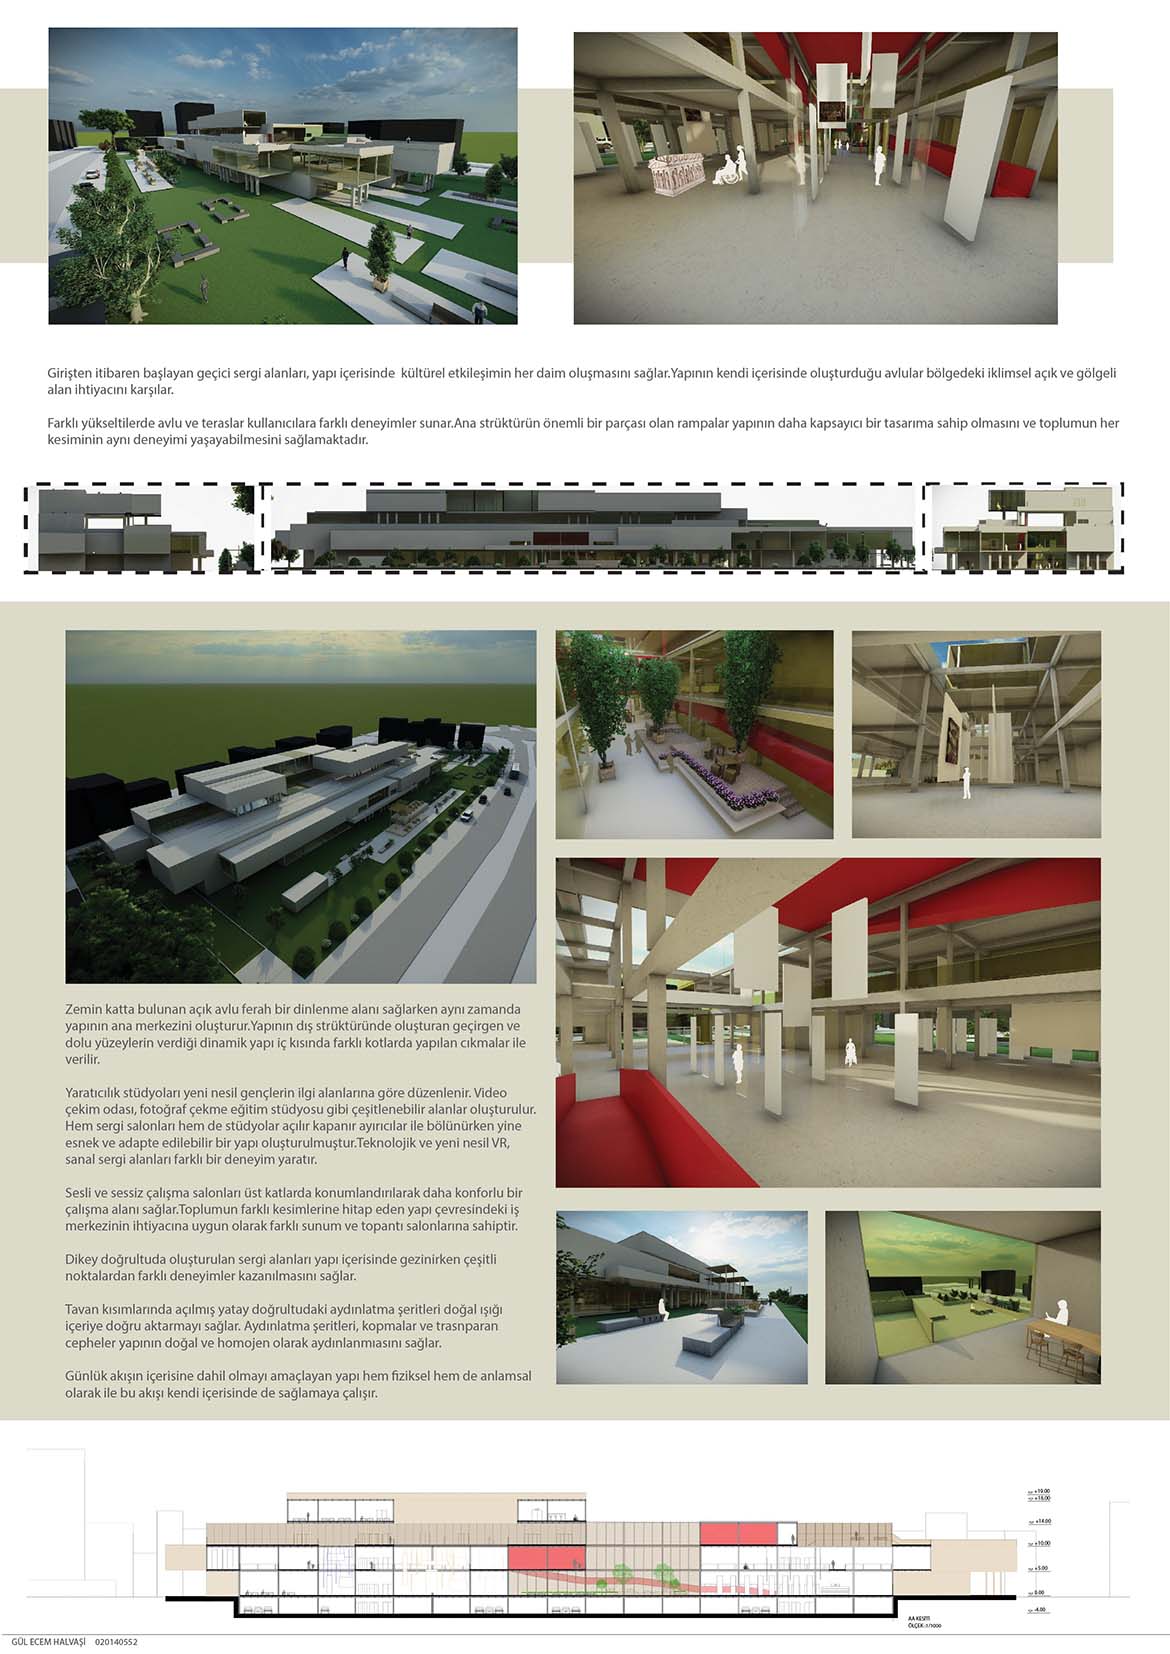 Girişten itibaren başlayan geçici sergi alanları, yapı içerisinde kültürel etkileşimin her daim oluşmasını sağlar.Yapının kendi içerisinde oluşturduğu avlular bölgedeki iklimsel açık ve gölgeli
alan ihtiyacını karşılar.
Farklı yükseltilerde avlu ve teraslar kullanıcılara farklı deneyimler sunar.Ana strüktürün önemli bir parçası olan rampalar yapının daha kapsayıcı bir tasarıma sahip olmasını ve toplumun her
kesiminin aynı deneyimi yaşayabilmesini sağlamaktadır.
Zemin katta bulunan açık avlu ferah bir dinlenme alanı sağlarken aynı zamanda
yapının ana merkezini oluşturur.Yapının dış strüktüründe oluşturan geçirgen ve
dolu yüzeylerin verdiği dinamik yapı iç kısında farklı kotlarda yapılan cıkmalar ile
verilir.
Yaratıcılık stüdyoları yeni nesil gençlerin ilgi alanlarına göre düzenlenir. Video
çekim odası, fotoğraf çekme eğitim stüdyosu gibi çeşitlenebilir alanlar oluşturulur.
Hem sergi salonları hem de stüdyolar açılır kapanır ayırıcılar ile bölünürken yine
esnek ve adapte edilebilir bir yapı oluşturulmuştur.Teknolojik ve yeni nesil VR,
sanal sergi alanları farklı bir deneyim yaratır.
Sesli ve sessiz çalışma salonları üst katlarda konumlandırılarak daha konforlu bir
çalışma alanı sağlar.Toplumun farklı kesimlerine hitap eden yapı çevresindeki iş
merkezinin ihtiyacına uygun olarak farklı sunum ve topantı salonlarına sahiptir.
Dikey doğrultuda oluşturulan sergi alanları yapı içerisinde gezinirken çeşitli
noktalardan farklı deneyimler kazanılmasını sağlar.
Tavan kısımlarında açılmış yatay doğrultudaki aydınlatma şeritleri doğal ışığı
içeriye doğru aktarmayı sağlar. Aydınlatma şeritleri, kopmalar ve trasnparan
cepheler yapının doğal ve homojen olarak aydınlanmıasını sağlar.
Günlük akışın içerisine dahil olmayı amaçlayan yapı hem fiziksel hem de anlamsal
olarak ile bu akışı kendi içerisinde de sağlamaya çalışır.
+19.00
+18.00
+14.00
+10.00
+5.00
0.00
-4.00
AA KESİTİ
ÖLÇEK:1/1000
GÜL ECEM HALVAŞİ 020140552